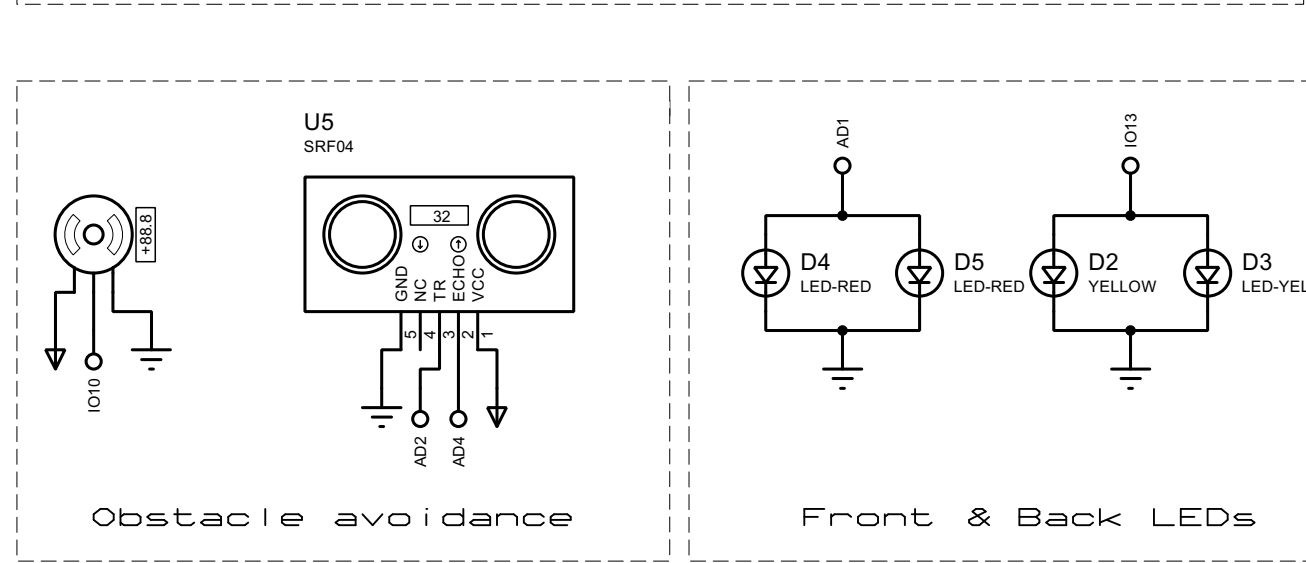 U5
SRF04
32
+88.8
GND
NC
TR
ECHO
VCC
5
4
3
2
1
IO10
AD2
AD4
Obstacle avoidance
AD1
IO13
D4
LED-RED
D5
LED-RED
D2
YELLOW
D3
LED-YEL
Front & Back LEDs